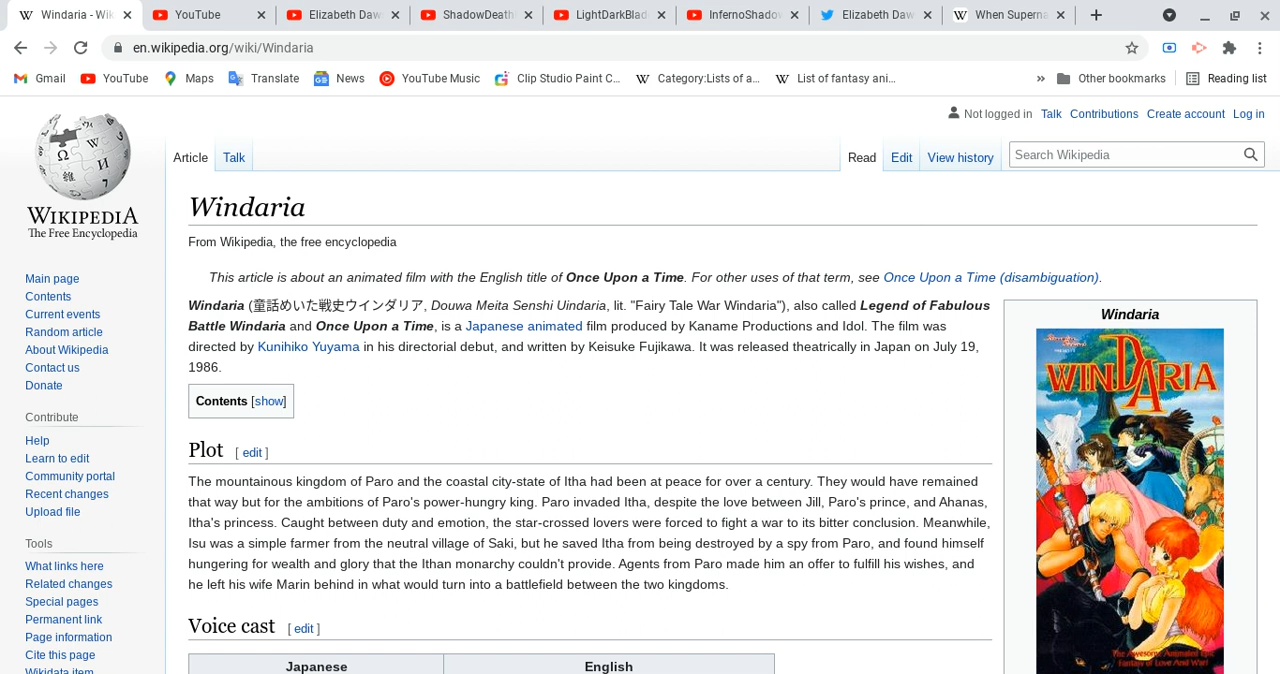 Windaria - Wik
YouTube
Elizabeth Daw
ShadowDeath
LightDarkBlad
InfernoShadow
Elizabeth Daw
When Superna
en.wikipedia.org/wiki/Windaria
Gmail
YouTube
Maps
Translate
News
YouTube Music
Clip Studio Paint C...
Category:Lists of a...
List of fantasy ani...
»
Other bookmarks
Reading list
Not logged in Talk Contributions Create account Log in
WIKIPEDIA
The Free Encyclopedia
Article Talk
Read Edit View history
Search Wikipedia
Main page
Contents
Current events
Random article
About Wikipedia
Contact us
Donate
Contribute
Help
Learn to edit
Community portal
Recent changes
Upload file
Tools
What links here
Related changes
Special pages
Permanent link
Page information
Cite this page
Wikidata item
Windaria
From Wikipedia, the free encyclopedia
This article is about an animated film with the English title of Once Upon a Time. For other uses of that term, see Once Upon a Time (disambiguation).
Windaria (童話めいた戦史ウインダリア, Douwa Meita Senshi Uindaria, lit. "Fairy Tale War Windaria"), also called Legend of Fabulous
Battle Windaria and Once Upon a Time, is a Japanese animated film produced by Kaname Productions and Idol. The film was
directed by Kunihiko Yuyama in his directorial debut, and written by Keisuke Fujikawa. It was released theatrically in Japan on July 19,
1986.
Contents [show]
Plot [ edit ]
The mountainous kingdom of Paro and the coastal city-state of Itha had been at peace for over a century. They would have remained
that way but for the ambitions of Paro's power-hungry king. Paro invaded Itha, despite the love between Jill, Paro's prince, and Ahanas,
Itha's princess. Caught between duty and emotion, the star-crossed lovers were forced to fight a war to its bitter conclusion. Meanwhile,
Isu was a simple farmer from the neutral village of Saki, but he saved Itha from being destroyed by a spy from Paro, and found himself
hungering for wealth and glory that the Ithan monarchy couldn't provide. Agents from Paro made him an offer to fulfill his wishes, and
he left his wife Marin behind in what would turn into a battlefield between the two kingdoms.
Voice cast [ edit ]
Japanese English
Windaria
WINDARIA
The Awesome Animated Epic
Fantasy of Love And War!